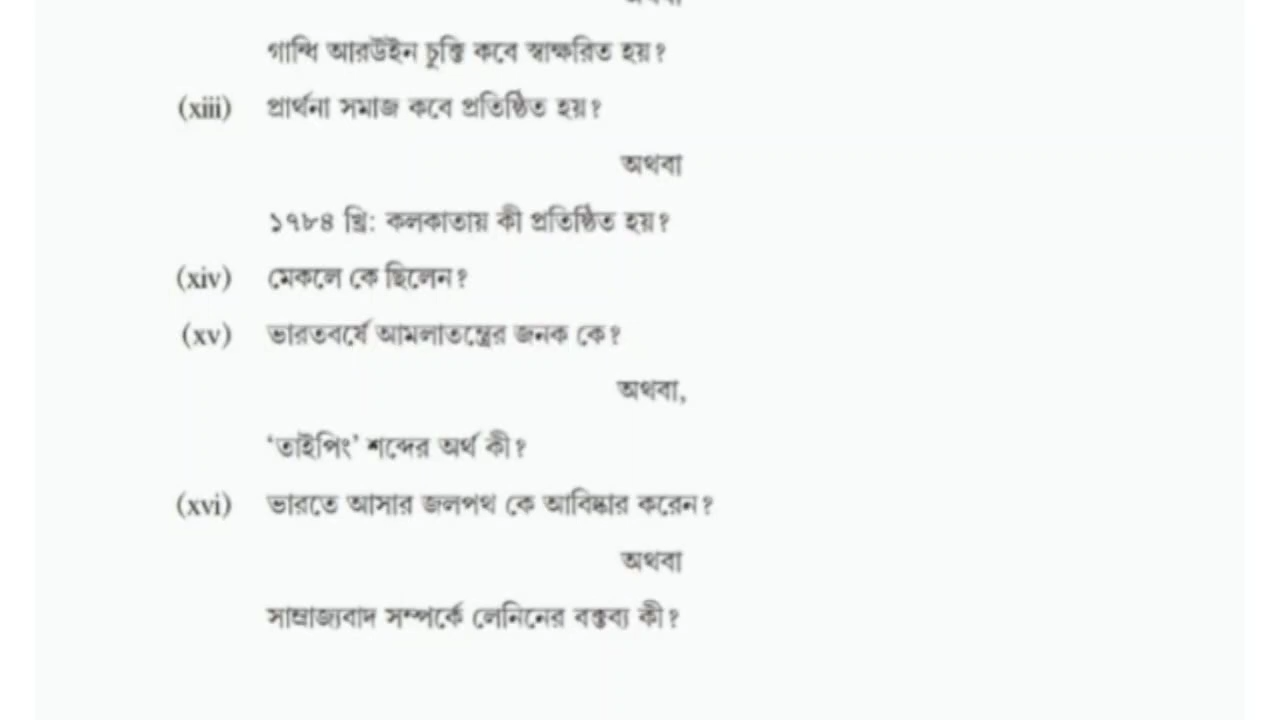 গান্ধি আরউইন চুক্তি কবে স্বাক্ষরিত হয়?
(xiii) প্রার্থনা সমাজ কবে প্রতিষ্ঠিত হয়?
অথবা
১৭৮৪ খ্রি: কলকাতায় কী প্রতিষ্ঠিত হয়?
(xiv) মেকলে কে ছিলেন?
(xv) ভারতবর্ষে আমলাতন্ত্রের জনক কে?
অথবা,
‘তাইপিং’ শব্দের অর্থ কী?
(xvi) ভারতে আসার জলপথ কে আবিষ্কার করেন?
অথবা
সাম্রাজ্যবাদ সম্পর্কে লেনিনের বক্তব্য কী?